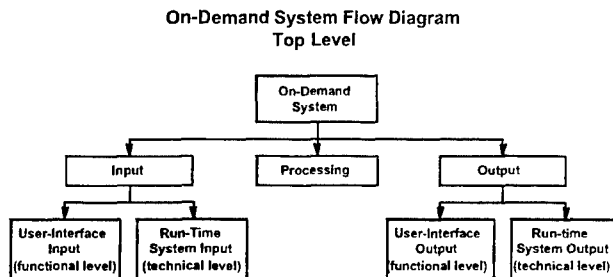 On-Demand System Flow Diagram
Top Level
On-Demand
System
Input
Processing
Output
User-Interface
Input
(functional level)
Run-Time
System Input
(technical level)
User-Interface
Output
(functional level)
Run-time
System Output
(technical level)